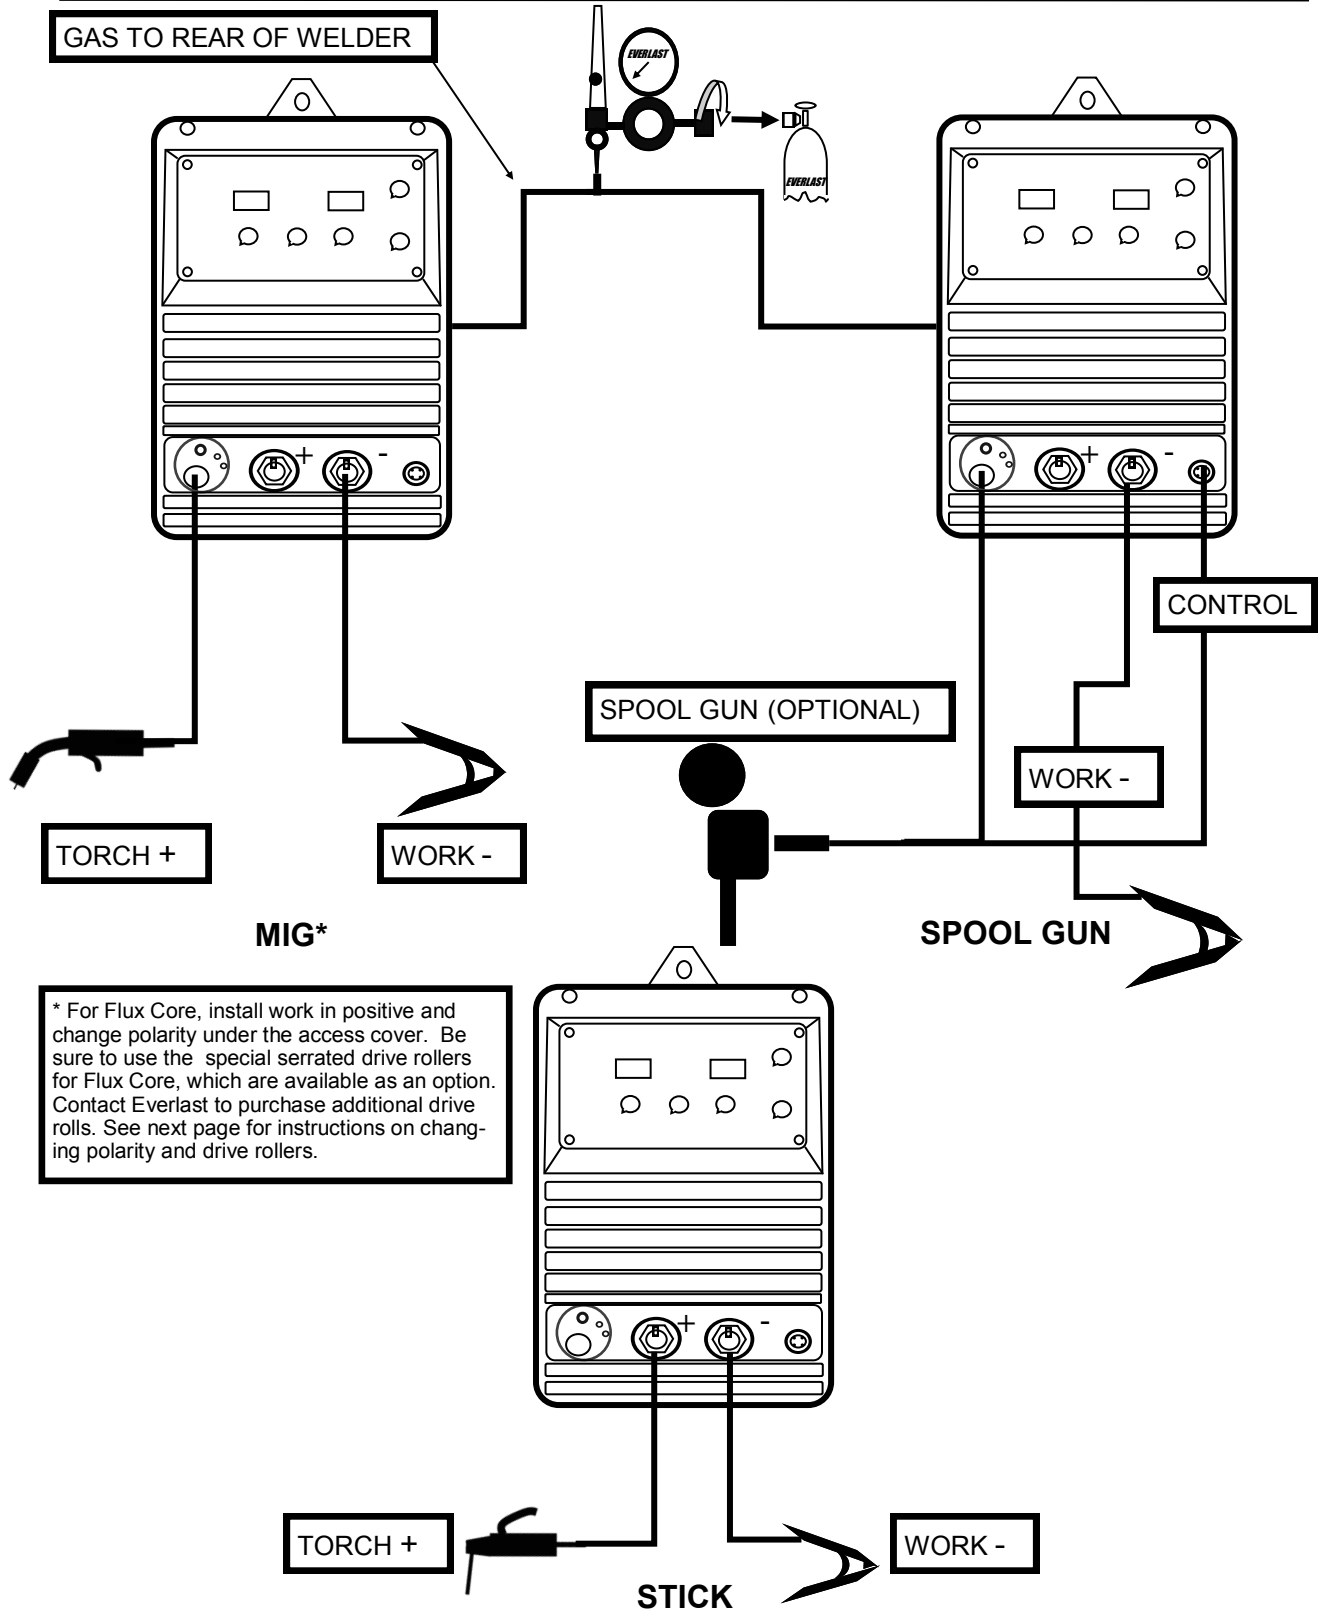 GAS TO REAR OF WELDER
EVERLAST
EVERLAST
+ -
+ -
CONTROL
SPOOL GUN (OPTIONAL)
WORK -
TORCH +
WORK -
MIG*
SPOOL GUN
* For Flux Core, install work in positive and
change polarity under the access cover. Be
sure to use the special serrated drive rollers
for Flux Core, which are available as an option.
Contact Everlast to purchase additional drive
rolls. See next page for instructions on chang-
ing polarity and drive rollers.
+ -
TORCH +
WORK -
STICK